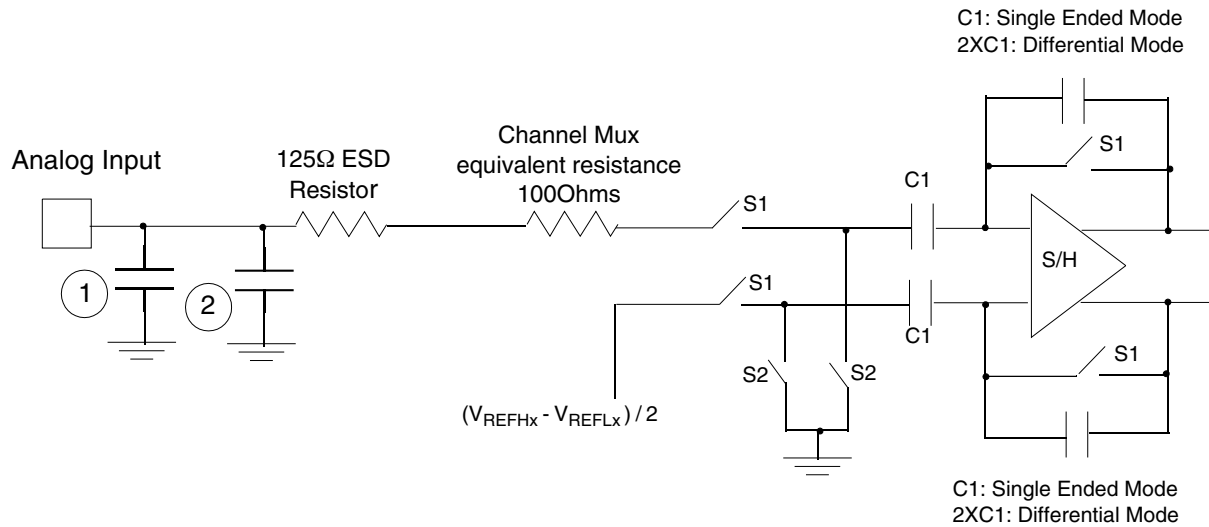 C1: Single Ended Mode
2XC1: Differential Mode
Analog Input
125Ω ESD
Resistor
Channel Mux
equivalent resistance
100Ohms
S1
C1
S1
S/H
1
2
S1
C1
S1
S2
S2
(VREFHx - VREFLx) / 2
C1: Single Ended Mode
2XC1: Differential Mode